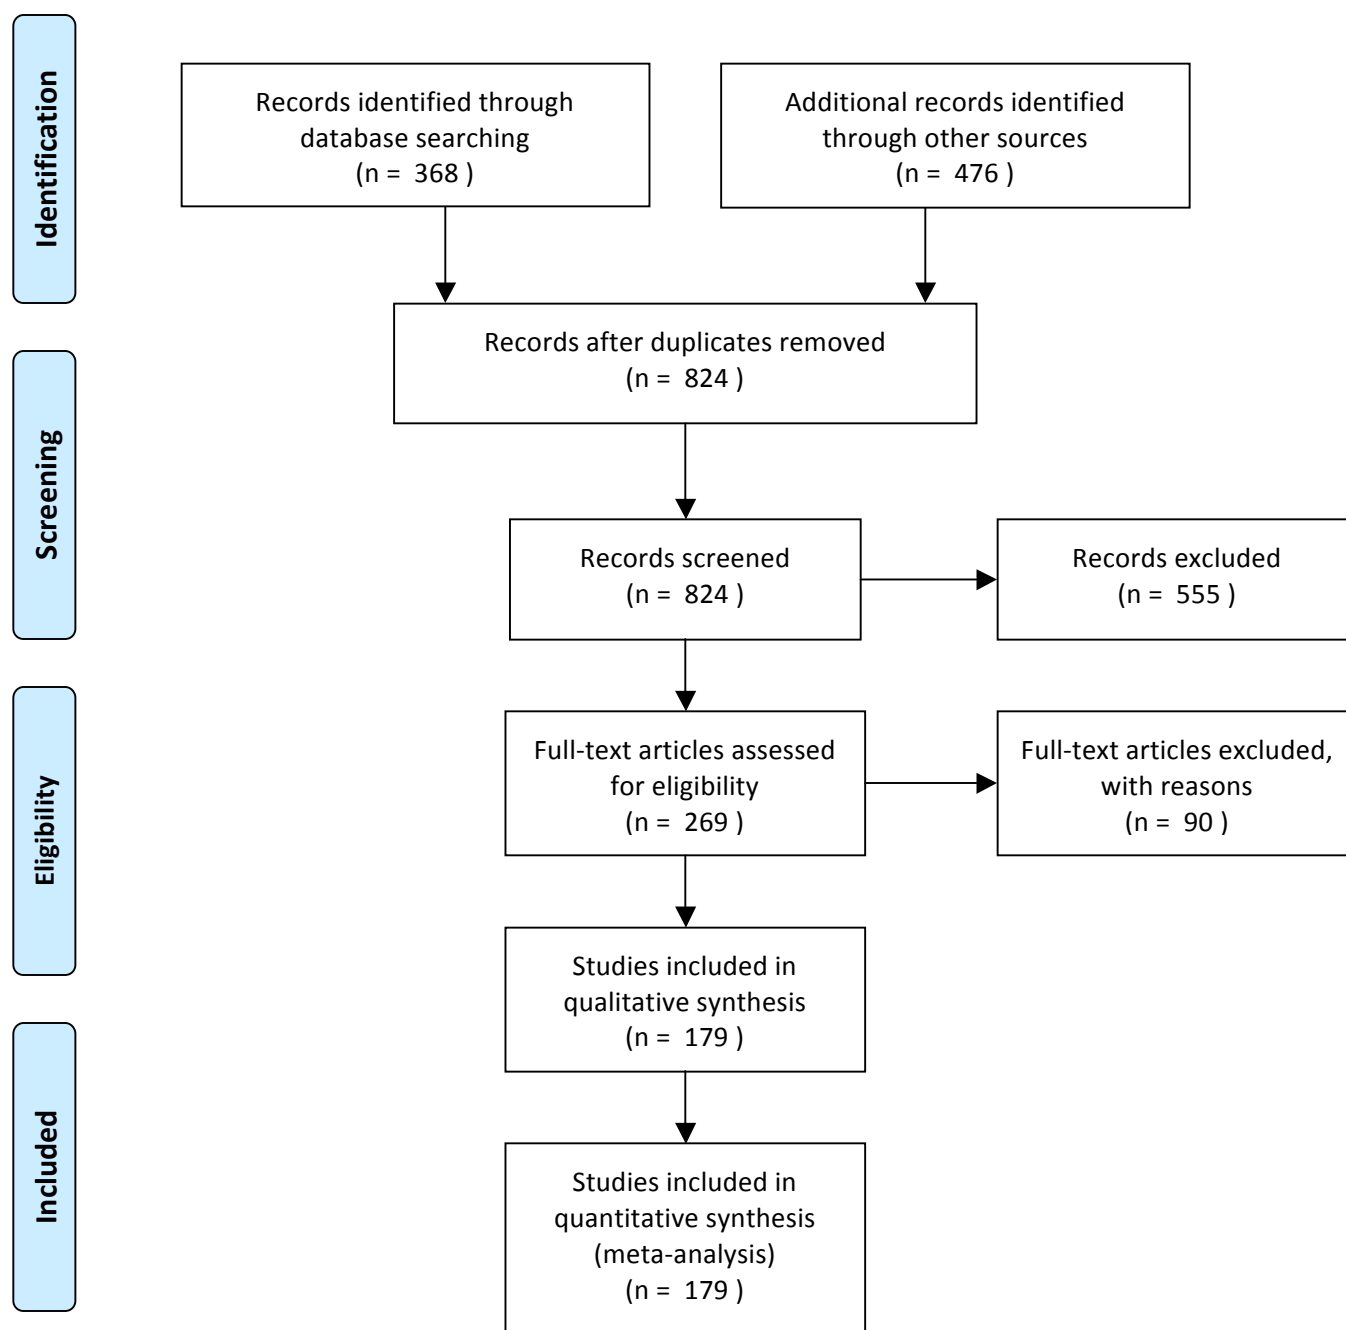 Identification
Records identified through
database searching
(n =  368 )
Additional records identified
through other sources
(n =  476 )
Records after duplicates removed
(n =  824 )
Screening
Records screened
(n =  824 )
Records excluded
(n =  555 )
Eligibility
Full-text articles assessed
for eligibility
(n =  269 )
Full-text articles excluded,
with reasons
(n =  90 )
Studies included in
qualitative synthesis
(n =  179 )
Included
Studies included in
quantitative synthesis
(meta-analysis)
(n =  179 )